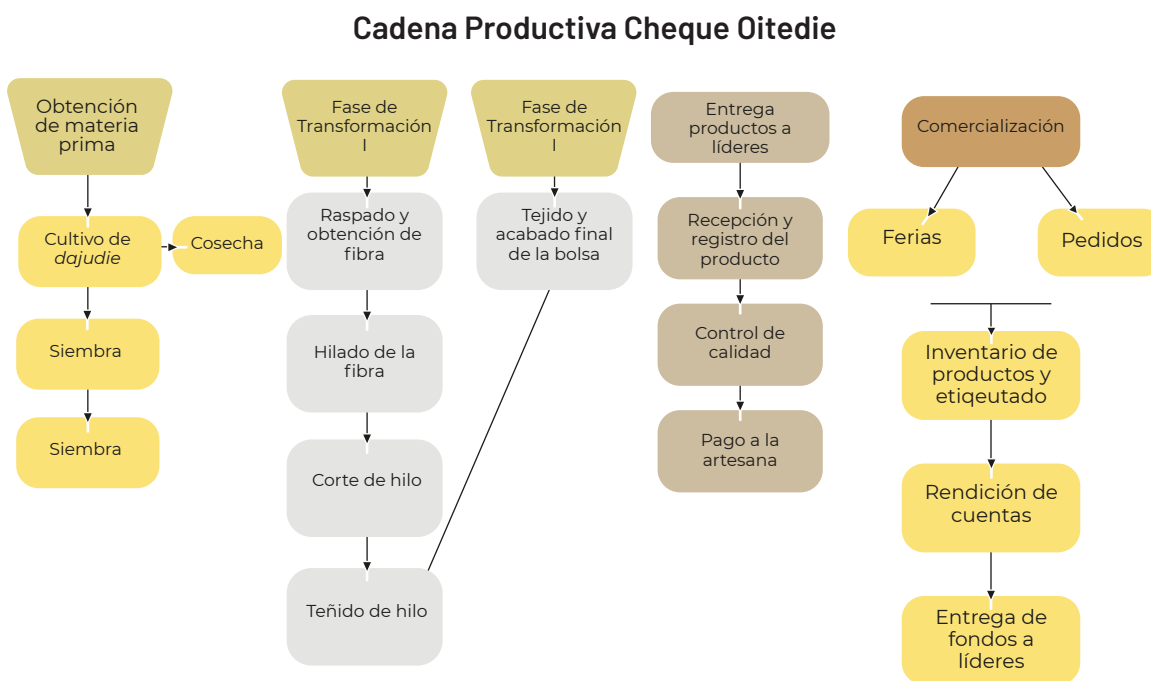 Cadena Productiva Cheque Oitedie
Obtención
de materia
prima
Cultivo de
dajudie
Cosecha
Siembra
Siembra
Fase de
Transformación
I
Raspado y
obtención de
fibra
Hilado de la
fibra
Corte de hilo
Teñido de hilo
Fase de
Transformación
I
Tejido y
acabado final
de la bolsa
Entrega
productos a
líderes
Recepción y
registro del
producto
Control de
calidad
Pago a la
artesana
Comercialización
Ferias
Pedidos
Inventario de
productos y
etiqeutado
Rendición de
cuentas
Entrega de
fondos a
líderes